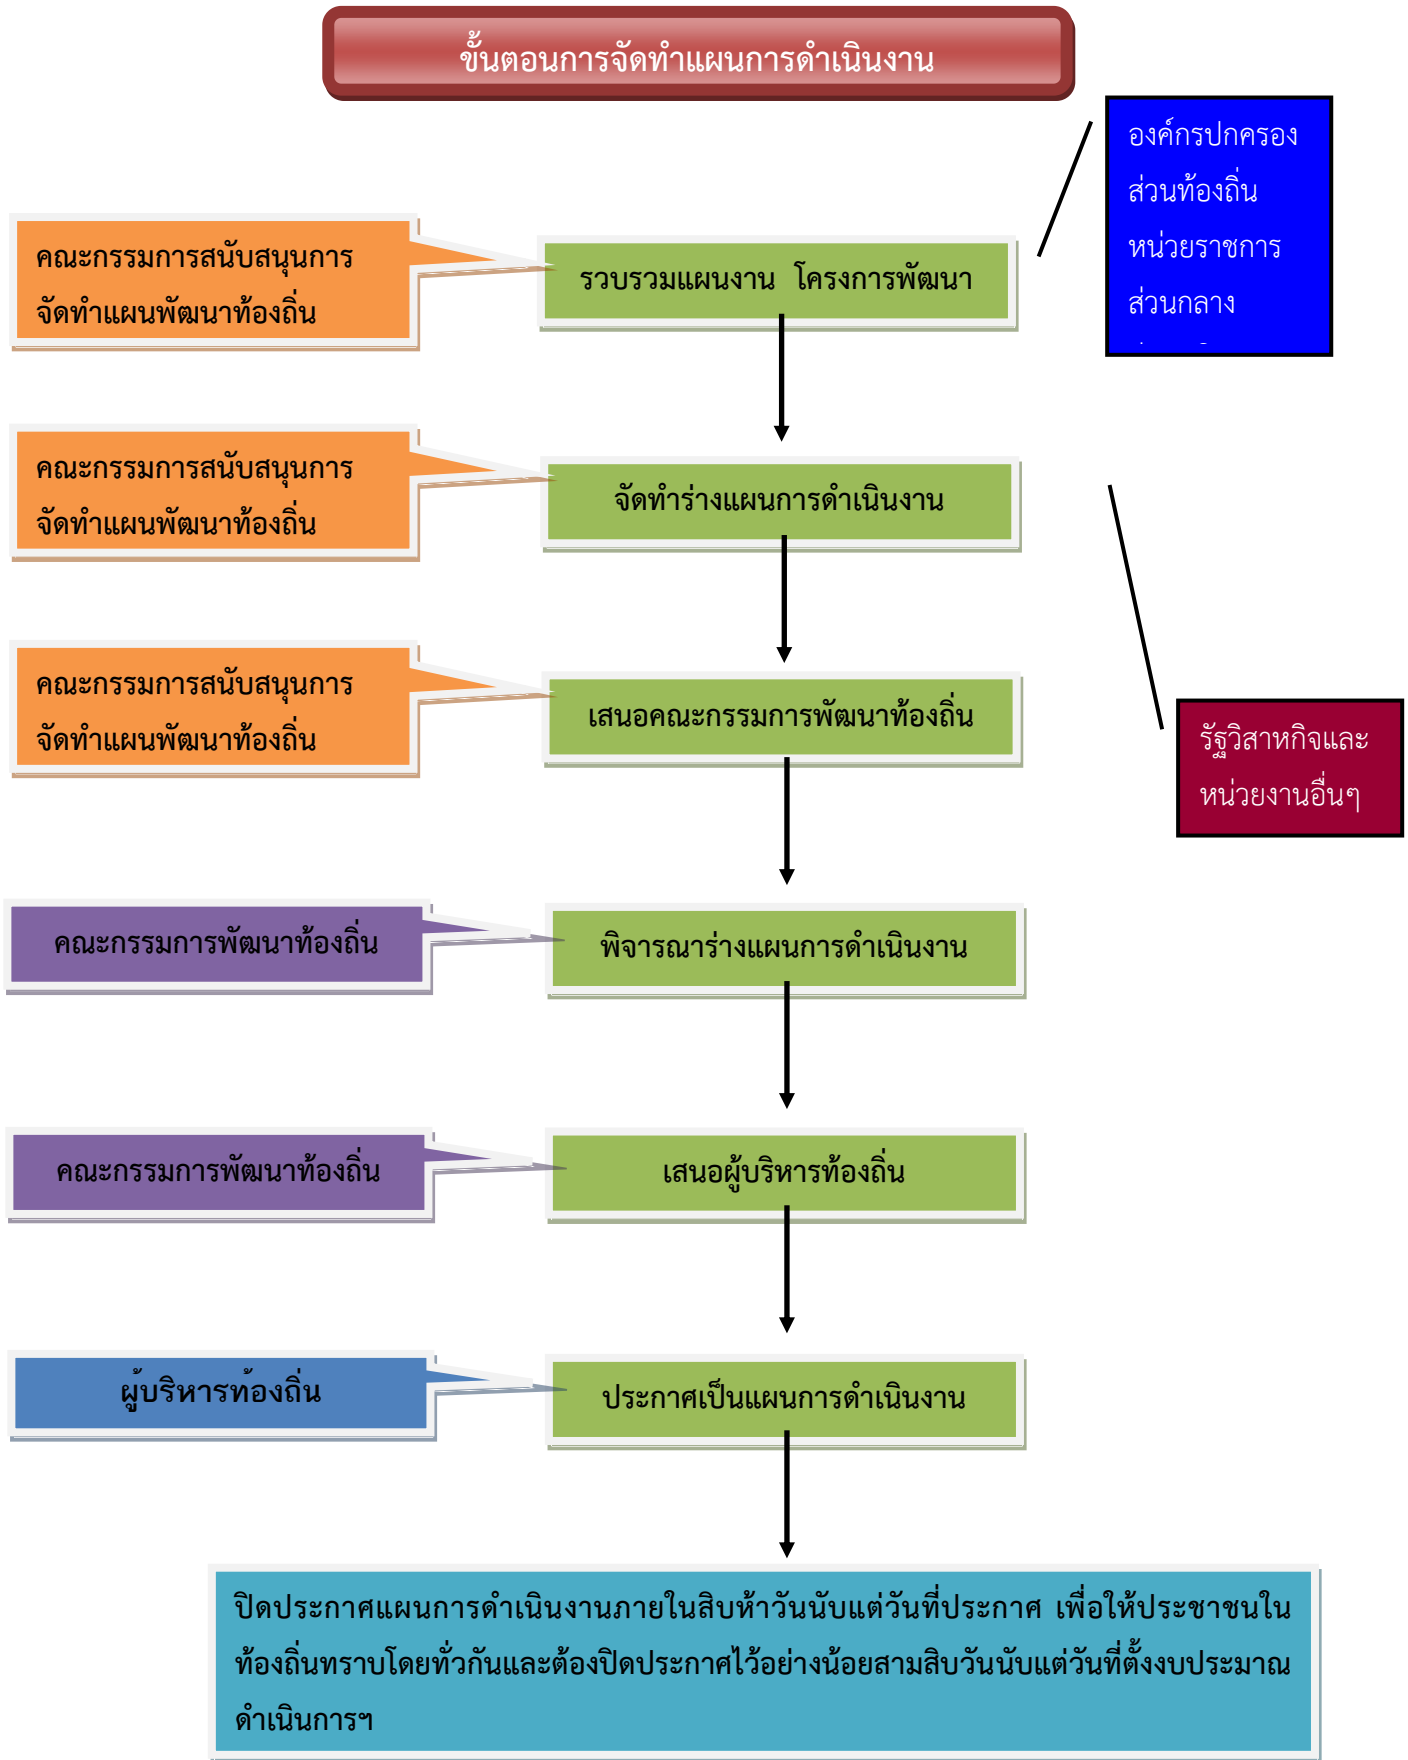 ขั้นตอนการจัดทำแผนการดำเนินงาน
องค์กรปกครอง
ส่วนท้องถิ่น
หน่วยราชการ
ส่วนกลาง
คณะกรรมการสนับสนุนการ
จัดทำแผนพัฒนาท้องถิ่น
รวบรวมแผนงาน โครงการพัฒนา
คณะกรรมการสนับสนุนการ
จัดทำแผนพัฒนาท้องถิ่น
จัดทำร่างแผนการดำเนินงาน
คณะกรรมการสนับสนุนการ
จัดทำแผนพัฒนาท้องถิ่น
เสนอคณะกรรมการพัฒนาท้องถิ่น
รัฐวิสาหกิจและ
หน่วยงานอื่นๆ
คณะกรรมการพัฒนาท้องถิ่น
พิจารณาร่างแผนการดำเนินงาน
คณะกรรมการพัฒนาท้องถิ่น
เสนอผู้บริหารท้องถิ่น
ผู้บริหารท้องถิ่น
ประกาศเป็นแผนการดำเนินงาน
ปิดประกาศแผนการดำเนินงานภายในสิบห้าวันนับแต่วันที่ประกาศ เพื่อให้ประชาชนใน
ท้องถิ่นทราบโดยทั่วกันและต้องปิดประกาศไว้อย่างน้อยสามสิบวันนับแต่วันที่ตั้งงบประมาณ
ดำเนินการฯ